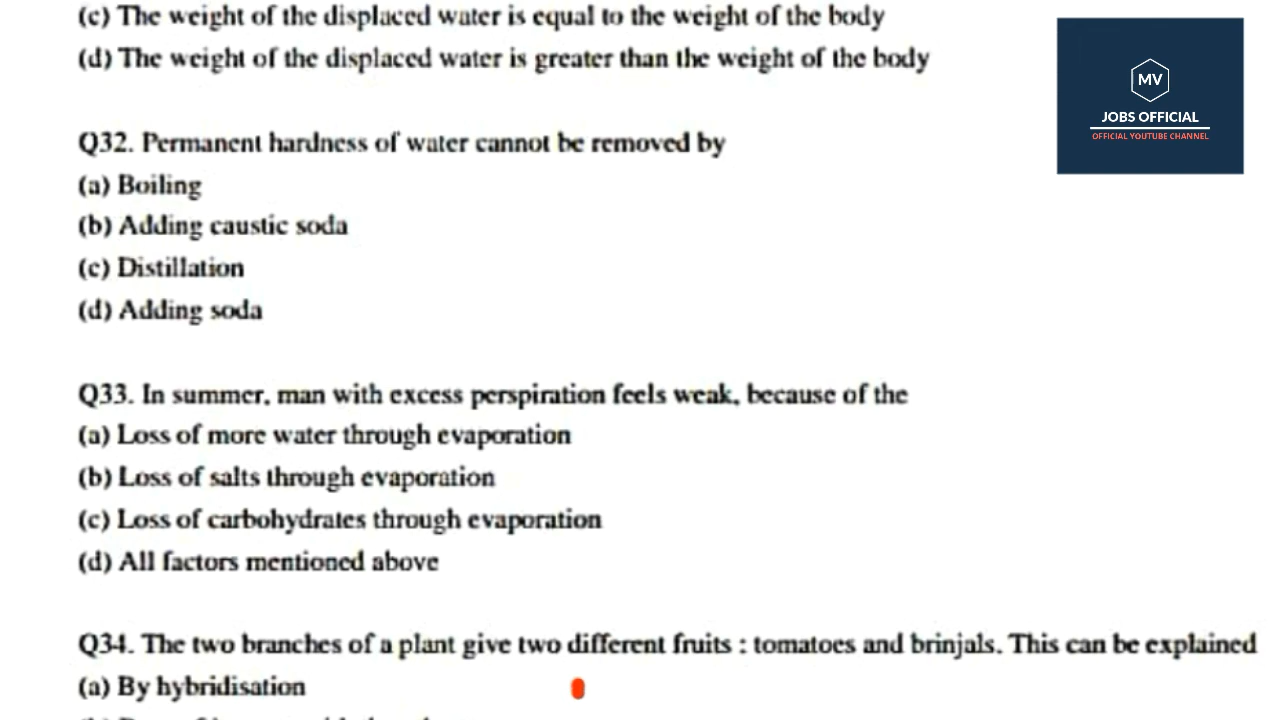 (c) The weight of the displaced water is equal to the weight of the body
(d) The weight of the displaced water is greater than the weight of the body
MV
JOBS OFFICIAL
OFFICIAL YOUTUBE CHANNEL
Q32. Permanent hardness of water cannot be removed by
(a) Boiling
(b) Adding caustic soda
(c) Distillation
(d) Adding soda
Q33. In summer, man with excess perspiration feels weak, because of the
(a) Loss of more water through evaporation
(b) Loss of salts through evaporation
(c) Loss of carbohydrates through evaporation
(d) All factors mentioned above
Q34. The two branches of a plant give two different fruits : tomatoes and brinjals. This can be explained
(a) By hybridisation